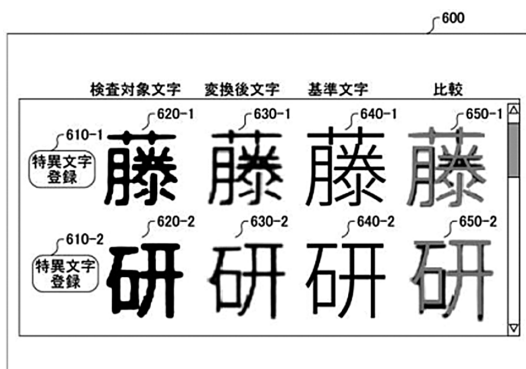 600
検査対象文字 変換後文字 基準文字 比較
620-1 630-1 640-1 650-1
610-1
特異文字
登録
藤 藤 藤 藤
620-2 630-2 640-2 650-2
610-2
特異文字
登録
研 研 研 研